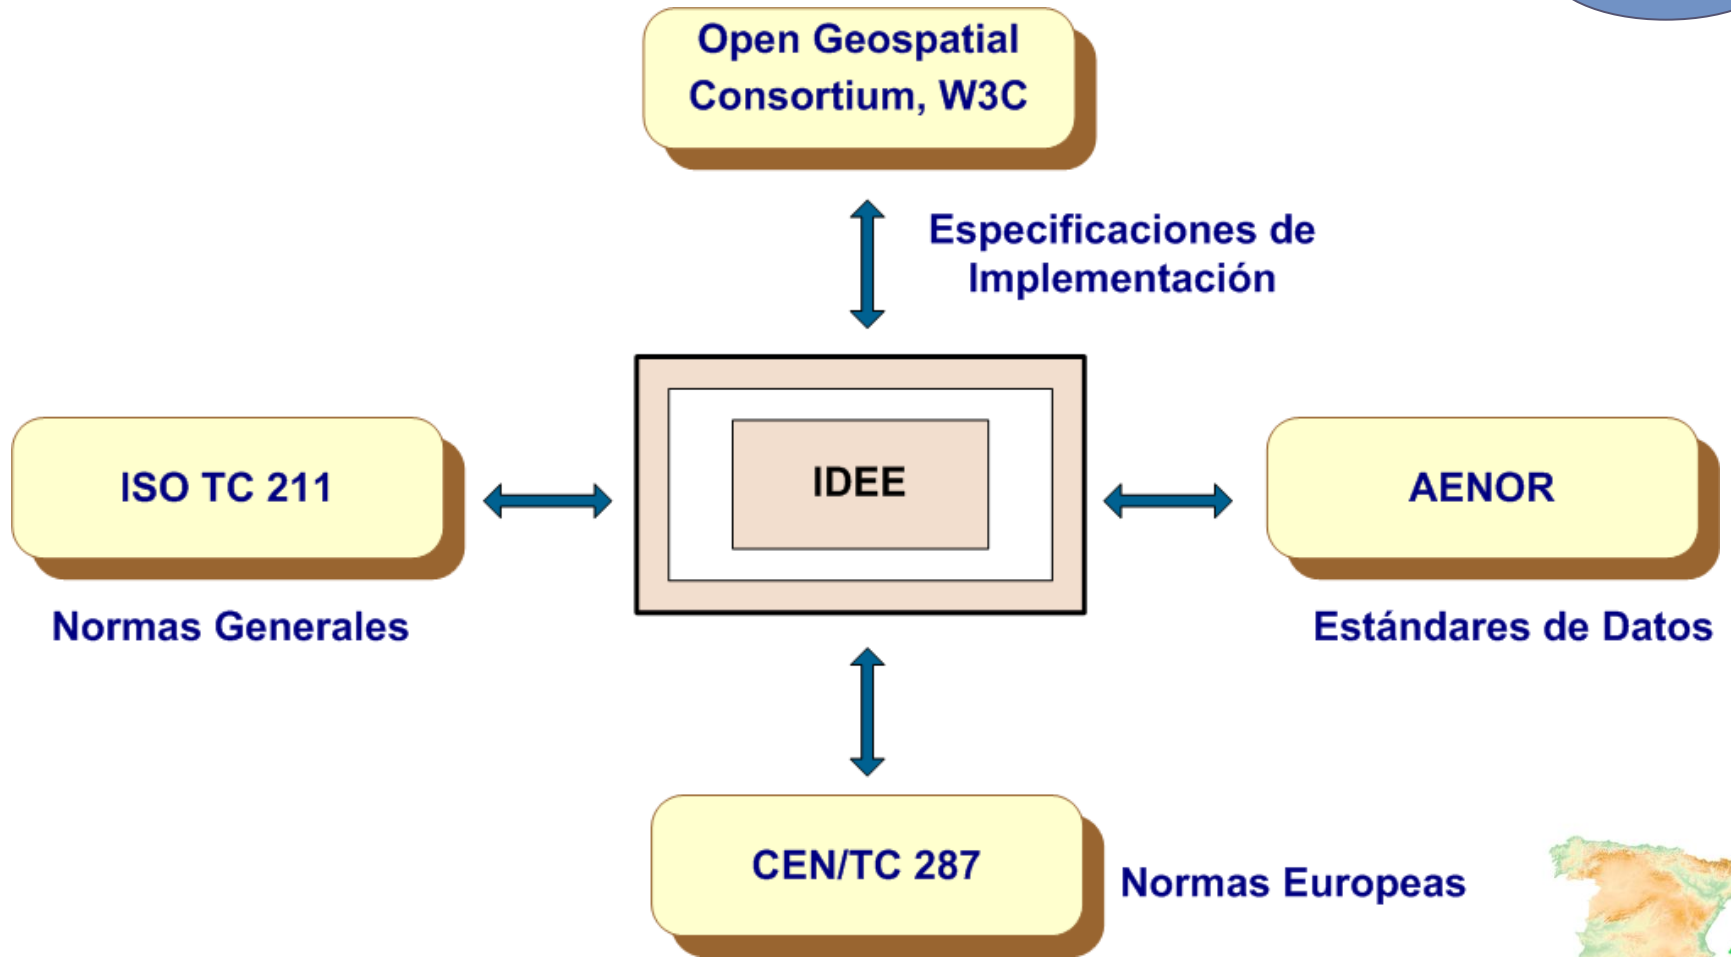 Open Geospatial
Consortium, W3C
Especificaciones de
Implementación
ISO TC 211
IDEE
AENOR
Normas Generales
Estándares de Datos
CEN/TC 287
Normas Europeas